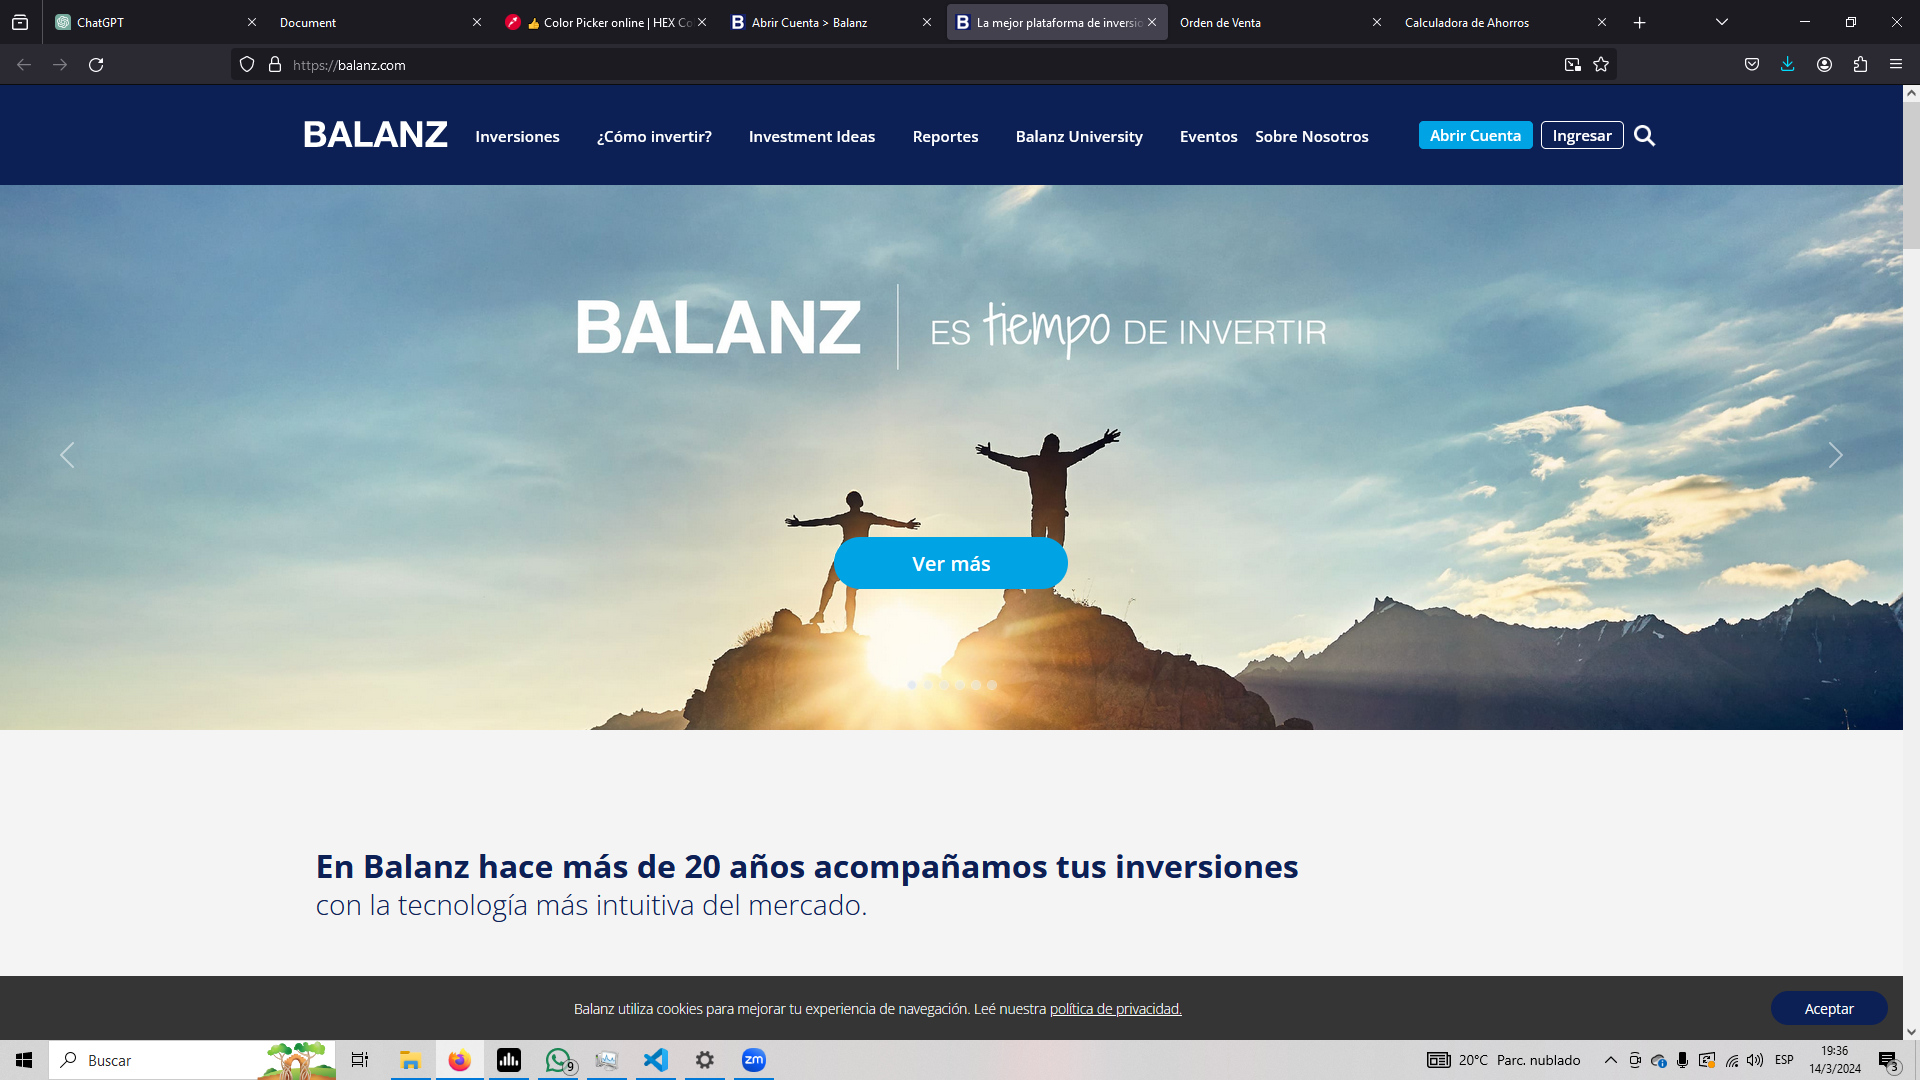 ChatGPT
Document
Color Picker online | HEX Co
Abrir Cuenta > Balanz
La mejor plataforma de inversio
Orden de Venta
Calculadora de Ahorros
https://balanz.com
BALANZ
Inversiones
¿Cómo invertir?
Investment Ideas
Reportes
Balanz University
Eventos
Sobre Nosotros
Abrir Cuenta
Ingresar
BALANZ
ES tiempo DE INVERTIR
Ver más
En Balanz hace más de 20 años acompañamos tus inversiones
con la tecnología más intuitiva del mercado.
Balanz utiliza cookies para mejorar tu experiencia de navegación. Leé nuestra política de privacidad.
Aceptar
Buscar
9
zm
20°C Parc. nublado
ESP
19:36
14/3/2024
3